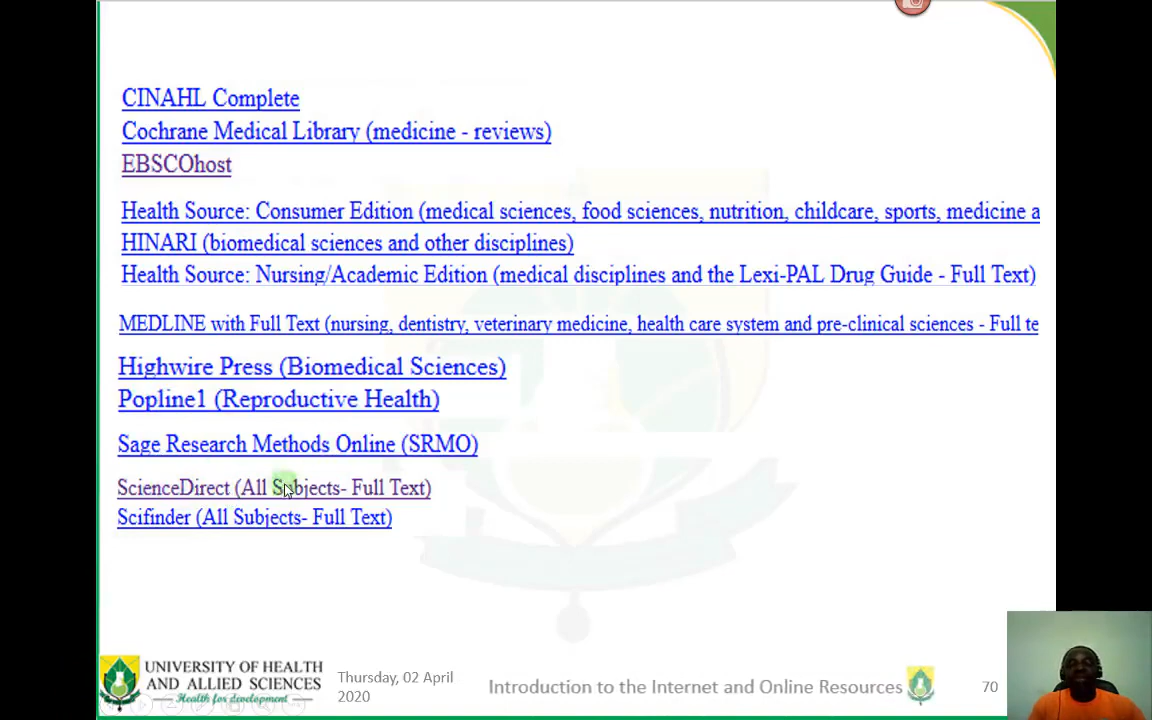 CINAHL Complete
Cochrane Medical Library (medicine - reviews)
EBSCOhost
Health Source: Consumer Edition (medical sciences, food sciences, nutrition, childcare, sports, medicine a
HINARI (biomedical sciences and other disciplines)
Health Source: Nursing/Academic Edition (medical disciplines and the Lexi-PAL Drug Guide - Full Text)
MEDLINE with Full Text (nursing, dentistry, veterinary medicine, health care system and pre-clinical sciences - Full te
Highwire Press (Biomedical Sciences)
Popline1 (Reproductive Health)
Sage Research Methods Online (SRMO)
ScienceDirect (All Subjects- Full Text)
Scifinder (All Subjects- Full Text)
UNIVERSITY OF HEALTH
AND ALLIED SCIENCES
Health for development
Thursday, 02 April
2020
Introduction to the Internet and Online Resources
70